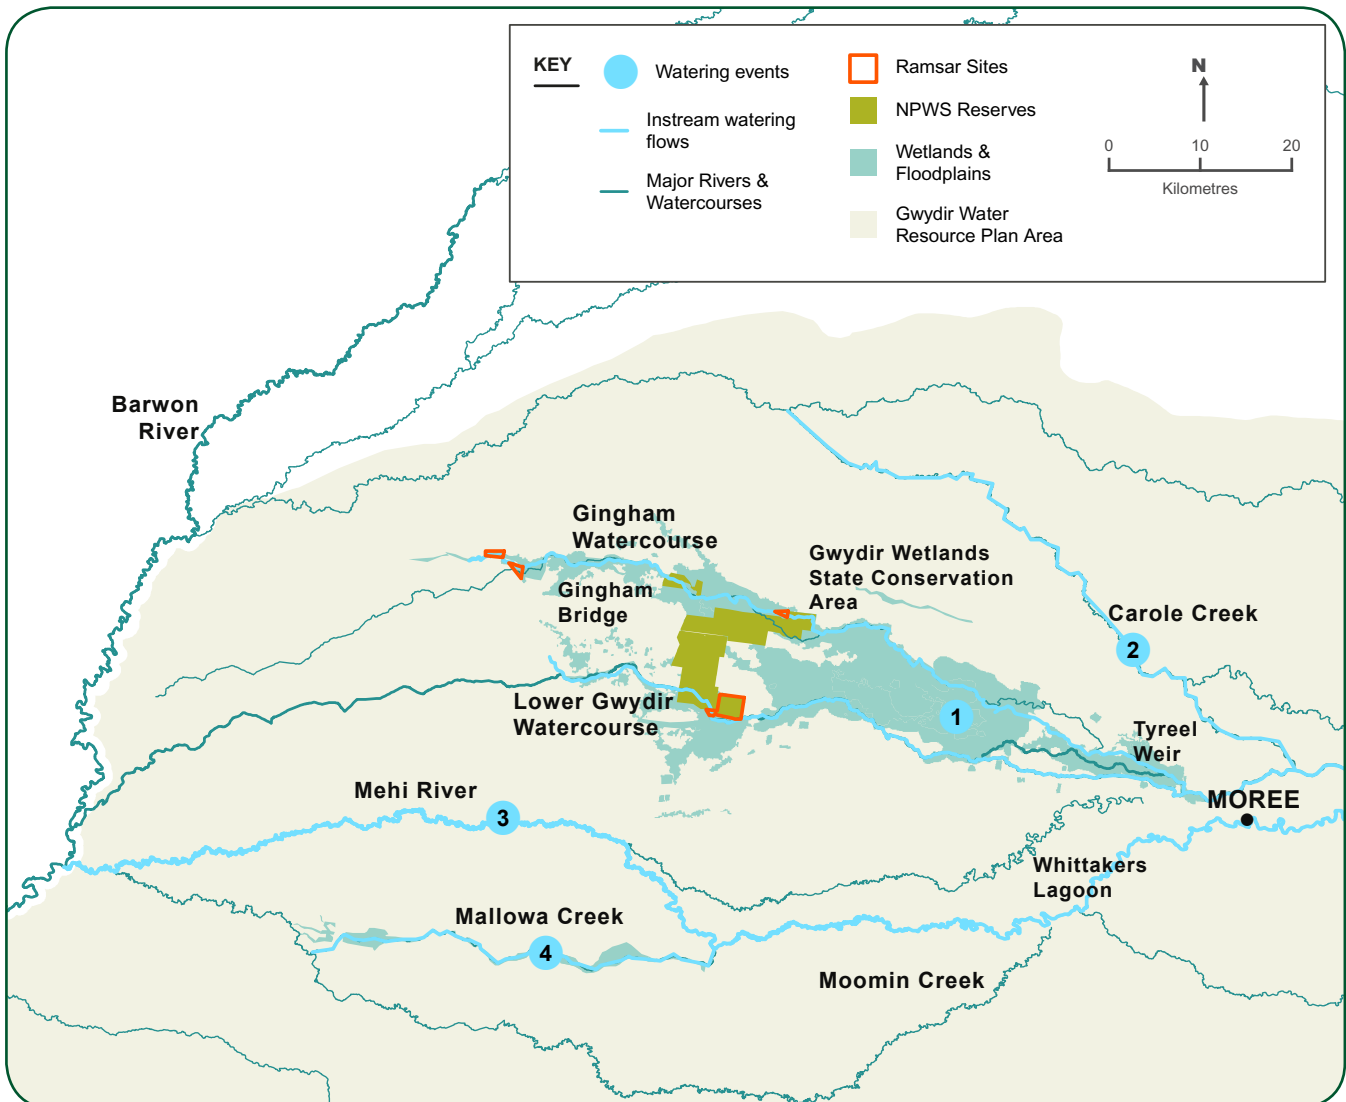 KEY
Watering events
Instream watering
flows
Major Rivers &
Watercourses
Ramsar Sites
NPWS Reserves
Wetlands &
Floodplains
Gwydir Water
Resource Plan Area
N
0 10 20
Kilometres
Barwon
River
Gingham
Watercourse
Gingham
Bridge
Gwydir Wetlands
State Conservation
Area
Carole Creek
2
Lower Gwydir
Watercourse
1
Tyreel
Weir
Mehi River
3
MOREE
Whittakers
Lagoon
Mallowa Creek
4
Moomin Creek